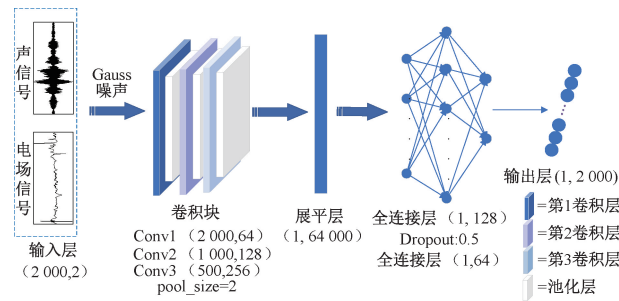 声信号
电场信号
输入层
(2 000,2)
Gauss
噪声
卷积块
Conv1 (2 000,64)
Conv2 (1 000,128)
Conv3 (500,256)
pool_size=2
展平层
(1, 64 000)
全连接层 (1, 128)
Dropout:0.5
全连接层 (1,64)
输出层(1, 2 000)
=第1卷积层
=第2卷积层
=第3卷积层
=池化层